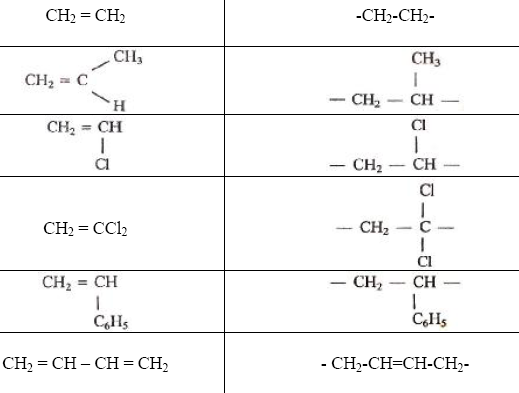 CH₂ = CH₂ -CH₂-CH₂-
CH₃ CH₃
CH₂ = C |
H — CH₂ — CH —
CH₂ = CH Cl
| |
Cl — CH₂ — CH —
Cl
|
CH₂ = CCl₂ — CH₂ — C —
|
Cl
CH₂ = CH — CH₂ — CH —
| |
C₆H₅ C₆H₅
CH₂ = CH – CH = CH₂ - CH₂-CH=CH-CH₂-